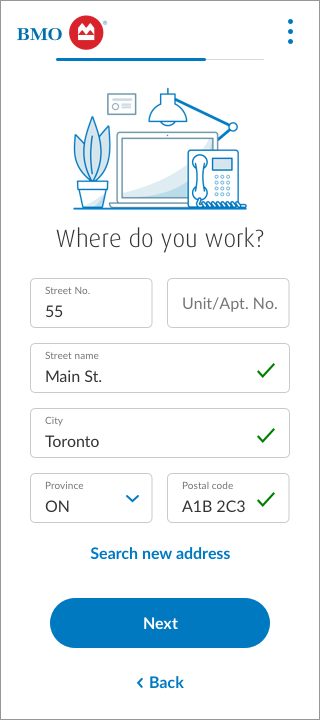 BMO
Where do you work?
Street No.
55
Unit/Apt. No.
Street name
Main St.
City
Toronto
Province
ON
Postal code
A1B 2C3
Search new address
Next
Back